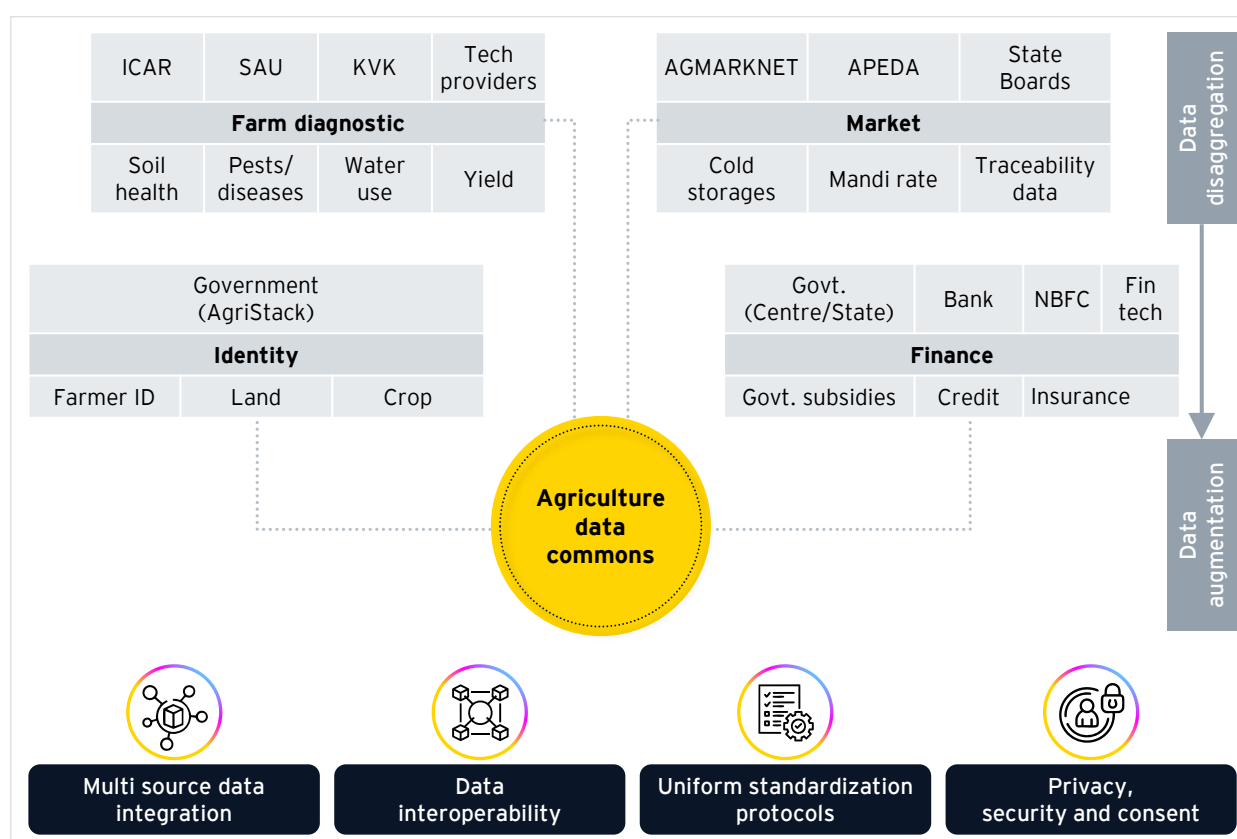 ICAR
SAU
KVK
Tech
providers
Farm diagnostic
Soil
health
Pests/
diseases
Water
use
Yield
AGMARKNET
APEDA
State
Boards
Market
Cold
storages
Mandi rate
Traceability
data
Data
disaggregation
Government
(AgriStack)
Identity
Farmer ID
Land
Crop
Govt.
(Centre/State)
Bank
NBFC
Fin
tech
Finance
Govt. subsidies
Credit
Insurance
Agriculture
data
commons
Data
augmentation
Multi source data
integration
Data
interoperability
Uniform standardization
protocols
Privacy,
security and consent